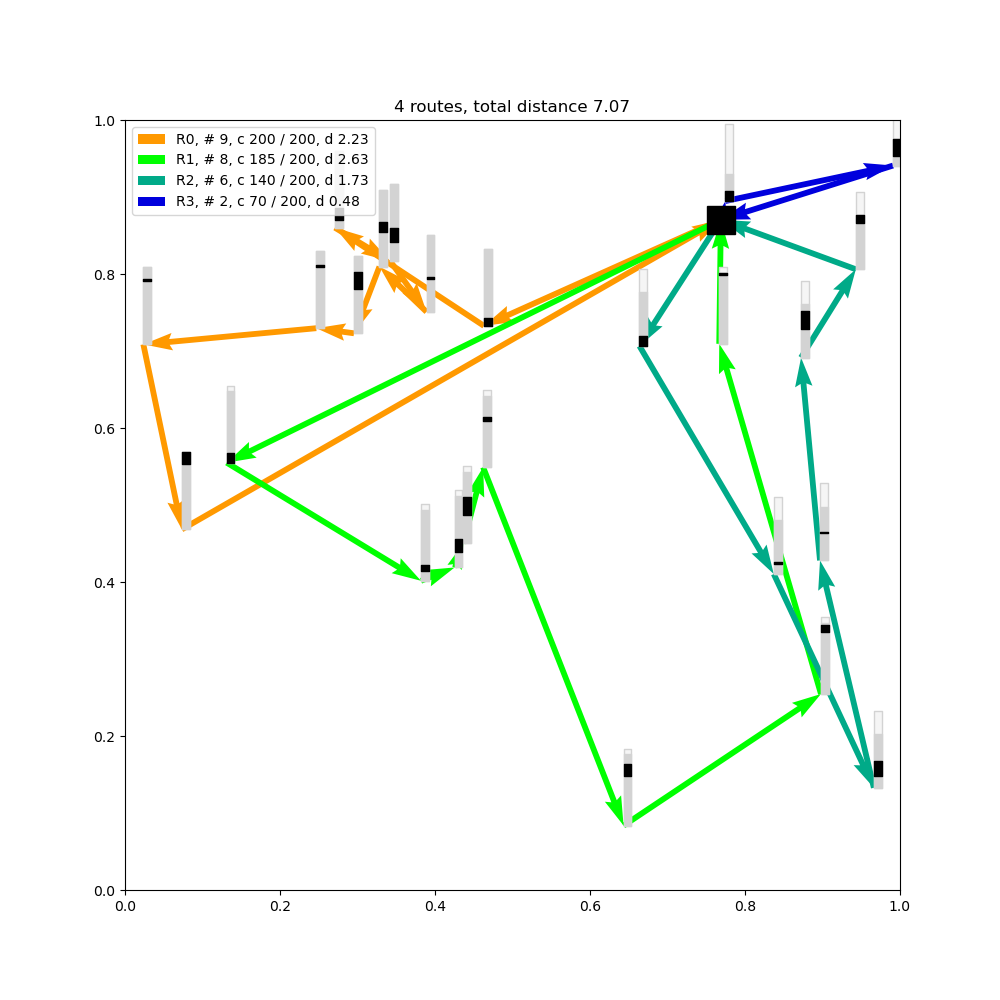 4 routes, total distance 7.07
1.0
R0, # 9, c 200 / 200, d 2.23
R1, # 8, c 185 / 200, d 2.63
R2, # 6, c 140 / 200, d 1.73
R3, # 2, c 70 / 200, d 0.48
0.8
0.6
0.4
0.2
0.0
0.0 0.2 0.4 0.6 0.8 1.0